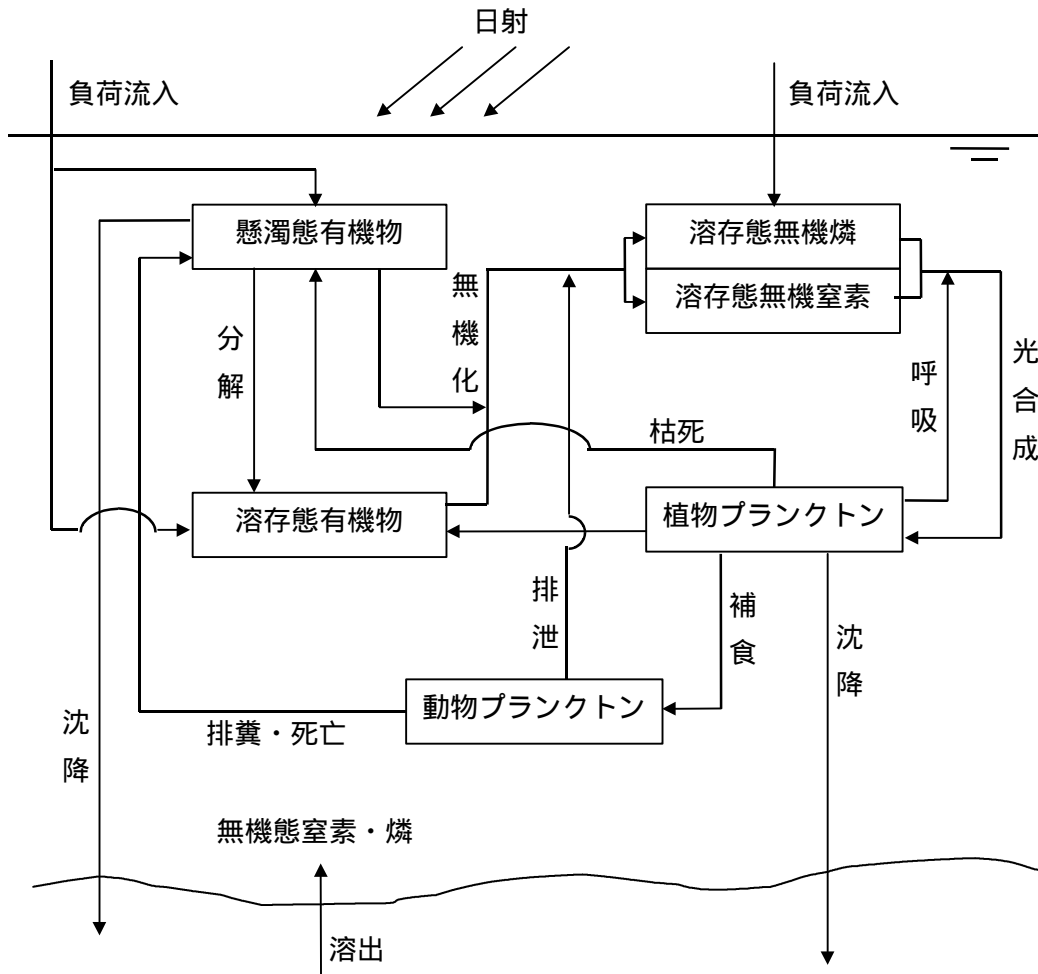 日射
負荷流入
負荷流入
懸濁態有機物
溶存態無機燐
溶存態無機窒素
無機化
分解
呼吸
光合成
枯死
溶存態有機物
植物プランクトン
排泄
補食
沈降
動物プランクトン
排糞・死亡
沈降
無機態窒素・燐
溶出